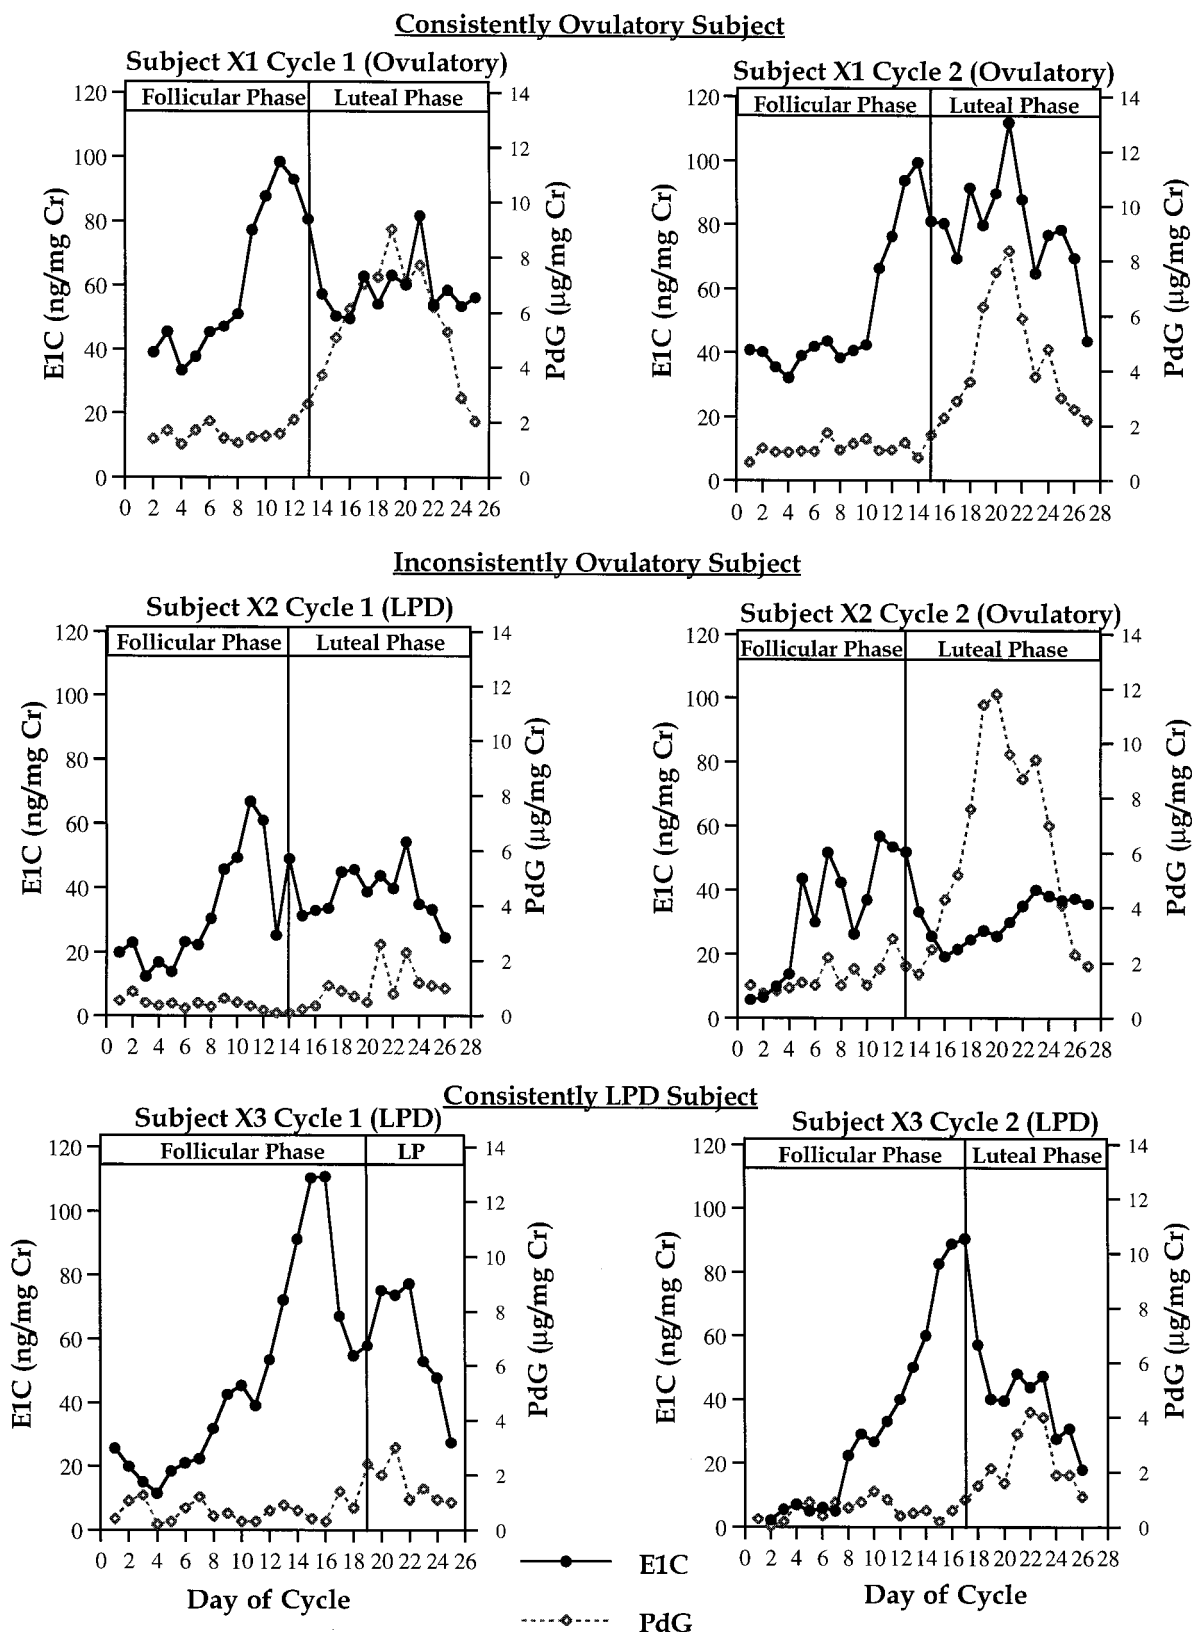 Consistently Ovulatory Subject
Subject X1 Cycle 1 (Ovulatory)
Follicular Phase Luteal Phase
120
100
80
60
40
20
0
E1C (ng/mg Cr)
14
12
10
8
6
4
2
0
PdG (µg/mg Cr)
0 2 4 6 8 10 12 14 16 18 20 22 24 26
Subject X1 Cycle 2 (Ovulatory)
Follicular Phase Luteal Phase
120
100
80
60
40
20
0
E1C (ng/mg Cr)
14
12
10
8
6
4
2
0
PdG (µg/mg Cr)
0 2 4 6 8 10 12 14 16 18 20 22 24 26 28
Inconsistently Ovulatory Subject
Subject X2 Cycle 1 (LPD)
Follicular Phase Luteal Phase
120
100
80
60
40
20
0
E1C (ng/mg Cr)
14
12
10
8
6
4
2
0
PdG (µg/mg Cr)
0 2 4 6 8 10 12 14 16 18 20 22 24 26 28
Subject X2 Cycle 2 (Ovulatory)
Follicular Phase Luteal Phase
120
100
80
60
40
20
0
E1C (ng/mg Cr)
14
12
10
8
6
4
2
0
PdG (µg/mg Cr)
0 2 4 6 8 10 12 14 16 18 20 22 24 26 28
Consistently LPD Subject
Subject X3 Cycle 1 (LPD)
Follicular Phase LP
120
100
80
60
40
20
0
E1C (ng/mg Cr)
14
12
10
8
6
4
2
0
PdG (µg/mg Cr)
0 2 4 6 8 10 12 14 16 18 20 22 24 26
Day of Cycle
Subject X3 Cycle 2 (LPD)
Follicular Phase Luteal Phase
120
100
80
60
40
20
0
E1C (ng/mg Cr)
14
12
10
8
6
4
2
0
PdG (µg/mg Cr)
0 2 4 6 8 10 12 14 16 18 20 22 24 26 28
Day of Cycle
E1C
PdG